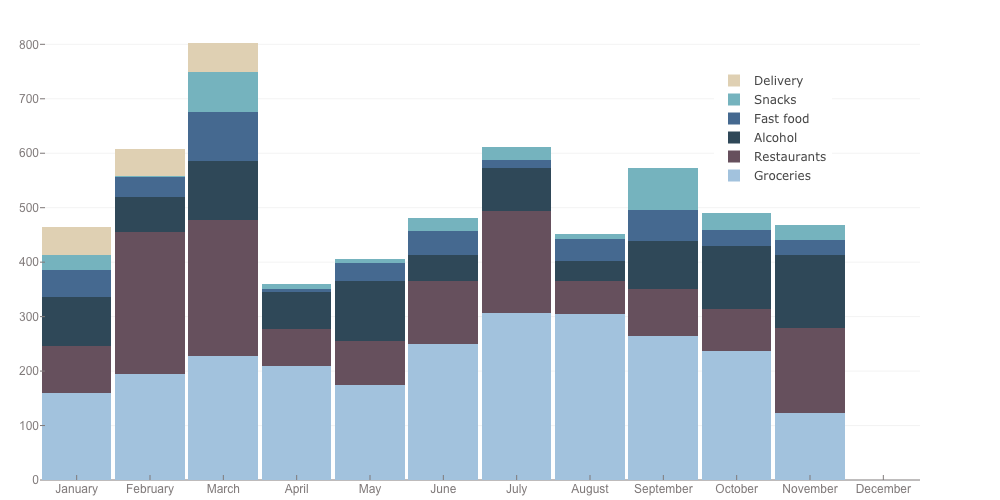 800
700
600
500
400
300
200
100
0
Delivery
Snacks
Fast food
Alcohol
Restaurants
Groceries
January February March April May June July August September October November December